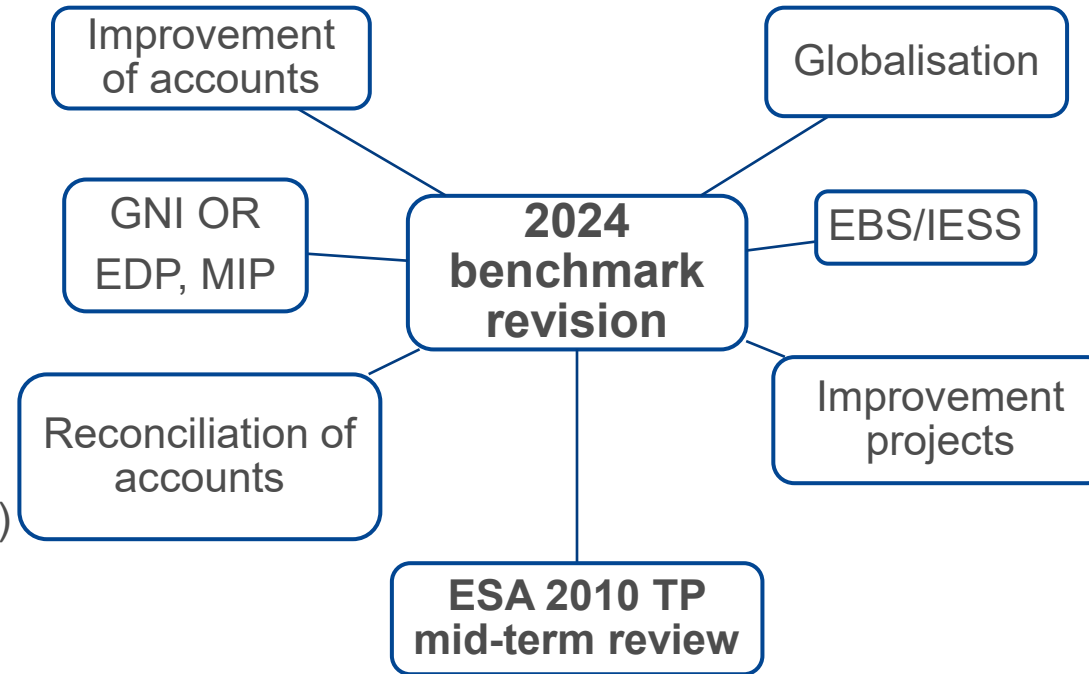 Improvement
of accounts
Globalisation
GNI OR
EDP, MIP
2024
benchmark
revision
EBS/IESS
Reconciliation of
accounts
Improvement
projects
)
ESA 2010 TP
mid-term review